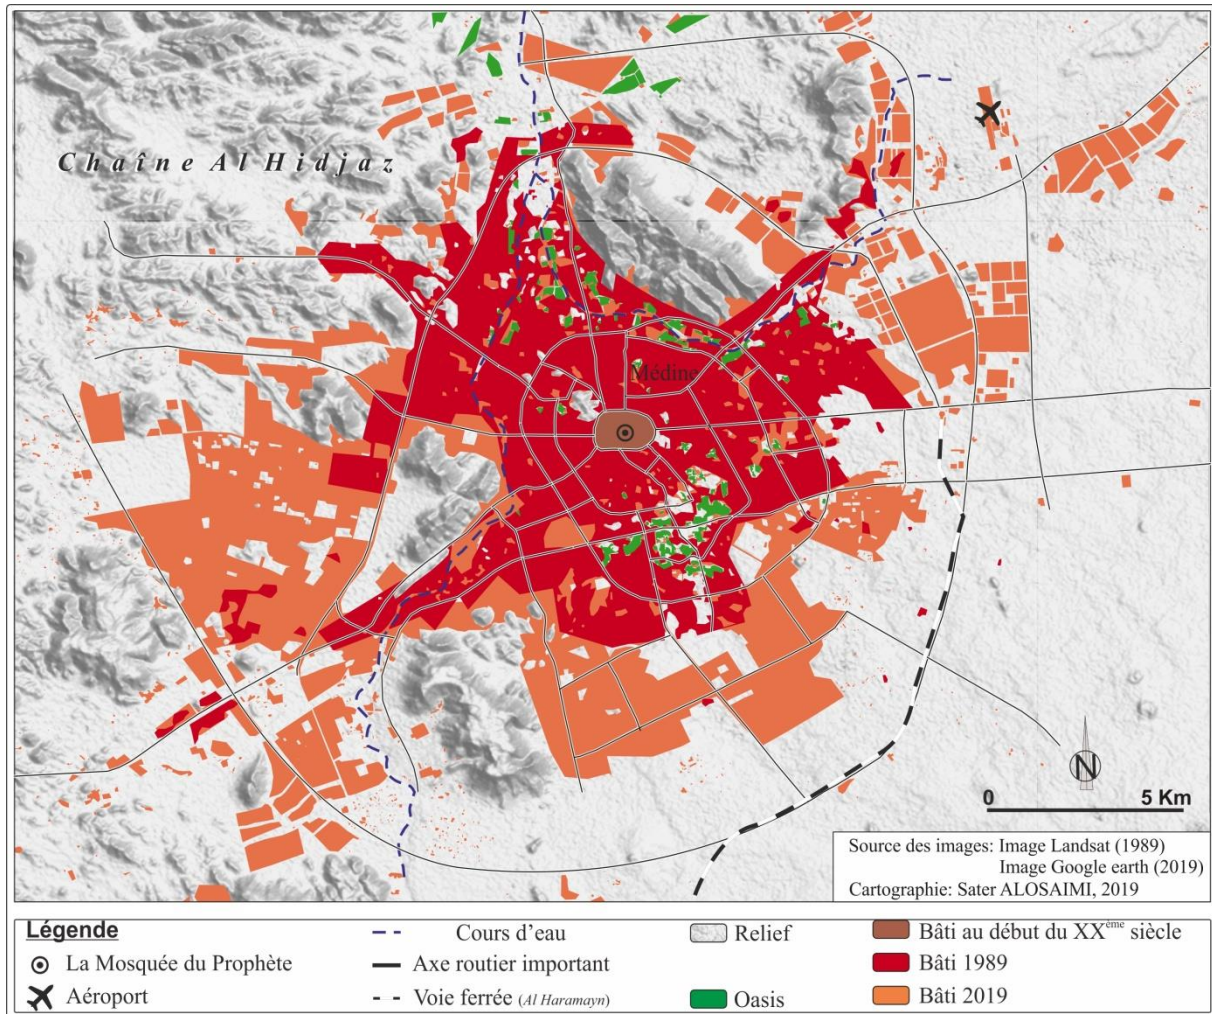 Chaîne Al Hidjaz
Médine
N
0 5 Km
Source des images: Image Landsat (1989)
Image Google earth (2019)
Cartographie: Sater ALOSAIMI, 2019
Légende
La Mosquée du Prophète
Aéroport
Cours d’eau
Axe routier important
Voie ferrée (Al Haramayn)
Relief
Oasis
Bâti au début du XXème siècle
Bâti 1989
Bâti 2019